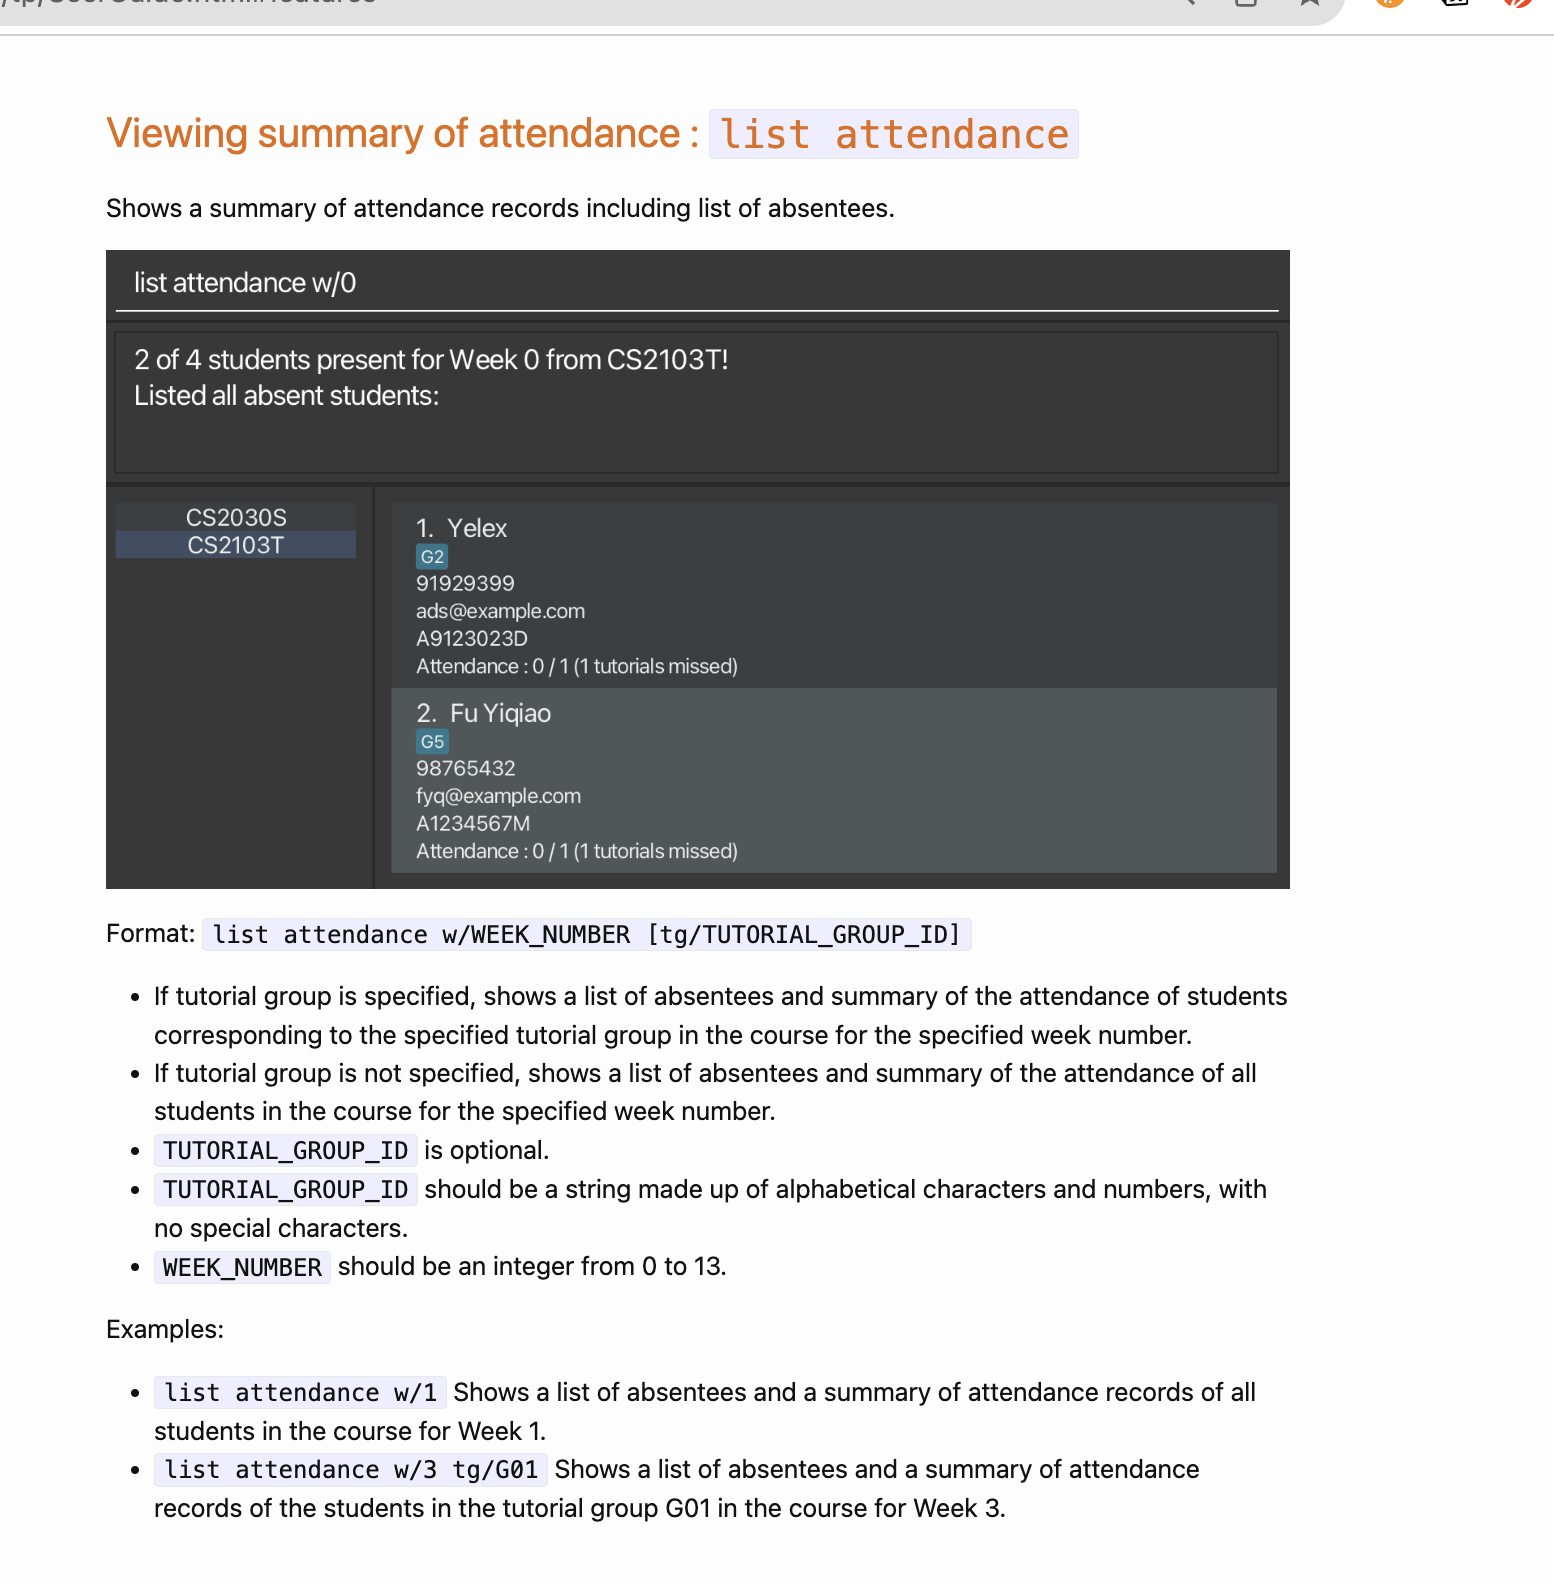 Viewing summary of attendance : list attendance
Shows a summary of attendance records including list of absentees.
list attendance w/0
2 of 4 students present for Week 0 from CS2103T!
Listed all absent students:
CS2030S
CS2103T
1. Yelex
G2
91929399
ads@example.com
A9123023D
Attendance : 0 / 1 (1 tutorials missed)
2. Fu Yiqiao
G5
98765432
fyq@example.com
A1234567M
Attendance : 0 / 1 (1 tutorials missed)
Format: list attendance w/WEEK_NUMBER [tg/TUTORIAL_GROUP_ID]
• If tutorial group is specified, shows a list of absentees and summary of the attendance of students
corresponding to the specified tutorial group in the course for the specified week number.
• If tutorial group is not specified, shows a list of absentees and summary of the attendance of all
students in the course for the specified week number.
• TUTORIAL_GROUP_ID is optional.
• TUTORIAL_GROUP_ID should be a string made up of alphabetical characters and numbers, with
no special characters.
• WEEK_NUMBER should be an integer from 0 to 13.
Examples:
• list attendance w/1 Shows a list of absentees and a summary of attendance records of all
students in the course for Week 1.
• list attendance w/3 tg/G01 Shows a list of absentees and a summary of attendance
records of the students in the tutorial group G01 in the course for Week 3.